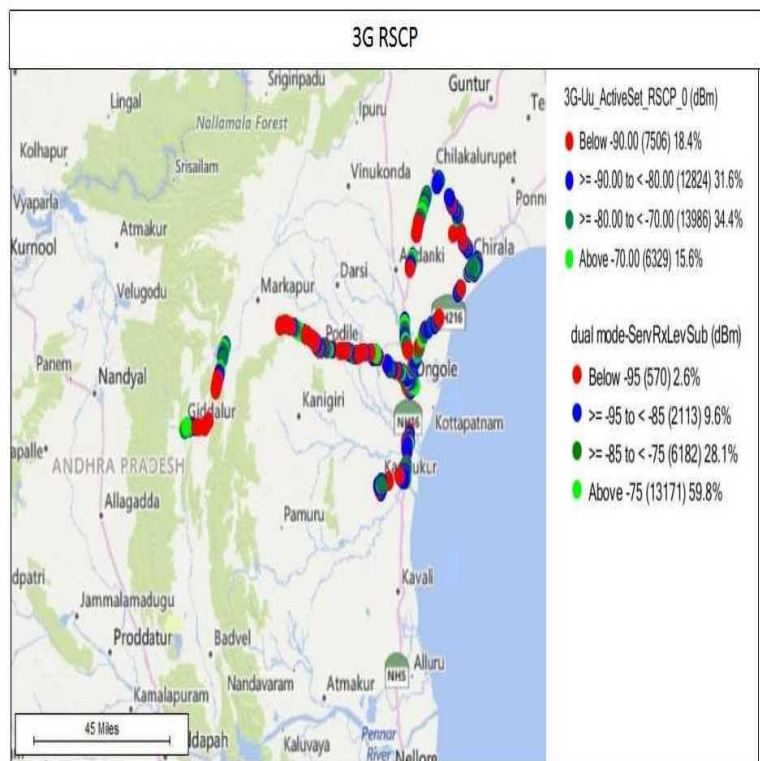 3G RSCP
Srigiripadu
Guntur
Lingal
Ipuru
Nallamala Forest
Kolhapur
Srisailam
Vinukonda
Chilakalurupet
Vyaparla
Atmakur
Kurnool
Chirala
Darsi
Velugodu
Markapur
H216
Podile
Panem
Nandyal
Ongole
Giddalur
Kanigiri
Kottapatnam
NH16
ANDHRA PRADESH
Allagadda
Pamuru
Kavali
Jammalamadugu
Proddatur
Badvel
Alluru
Nandavaram
Atmakur
NH5
Kamalapuram
45 Miles
Kaluvaya
Pennar
River
Nellore
3G-Uu_ActiveSet_RSCP_0 (dBm)
Below -90.00 (7506) 18.4%
>= -90.00 to < -80.00 (12824) 31.6%
>= -80.00 to < -70.00 (13986) 34.4%
Above -70.00 (6329) 15.6%
dual mode-ServRxLevSub (dBm)
Below -95 (570) 2.6%
>= -95 to < -85 (2113) 9.6%
>= -85 to < -75 (6182) 28.1%
Above -75 (13171) 59.8%